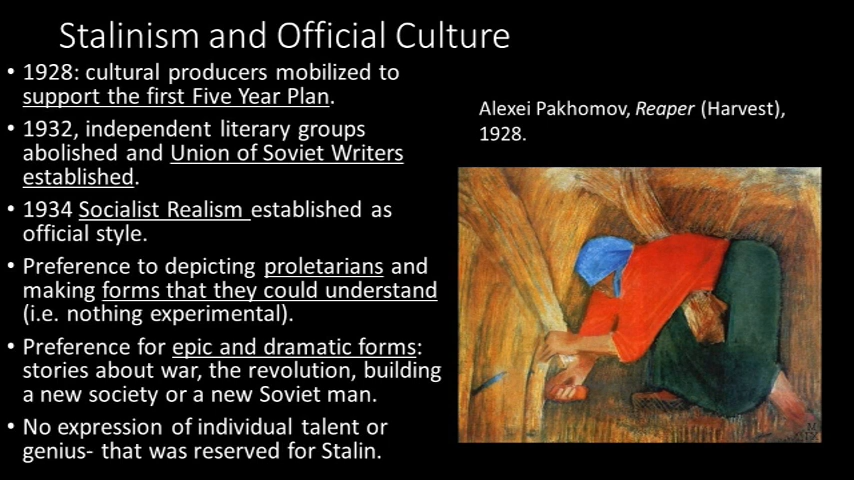 Stalinism and Official Culture
• 1928: cultural producers mobilized to
support the first Five Year Plan.
• 1932, independent literary groups
abolished and Union of Soviet Writers
established.
• 1934 Socialist Realism established as
official style.
• Preference to depicting proletarians and
making forms that they could understand
(i.e. nothing experimental).
• Preference for epic and dramatic forms:
stories about war, the revolution, building
a new society or a new Soviet man.
• No expression of individual talent or
genius- that was reserved for Stalin.
Alexei Pakhomov, Reaper (Harvest),
1928.